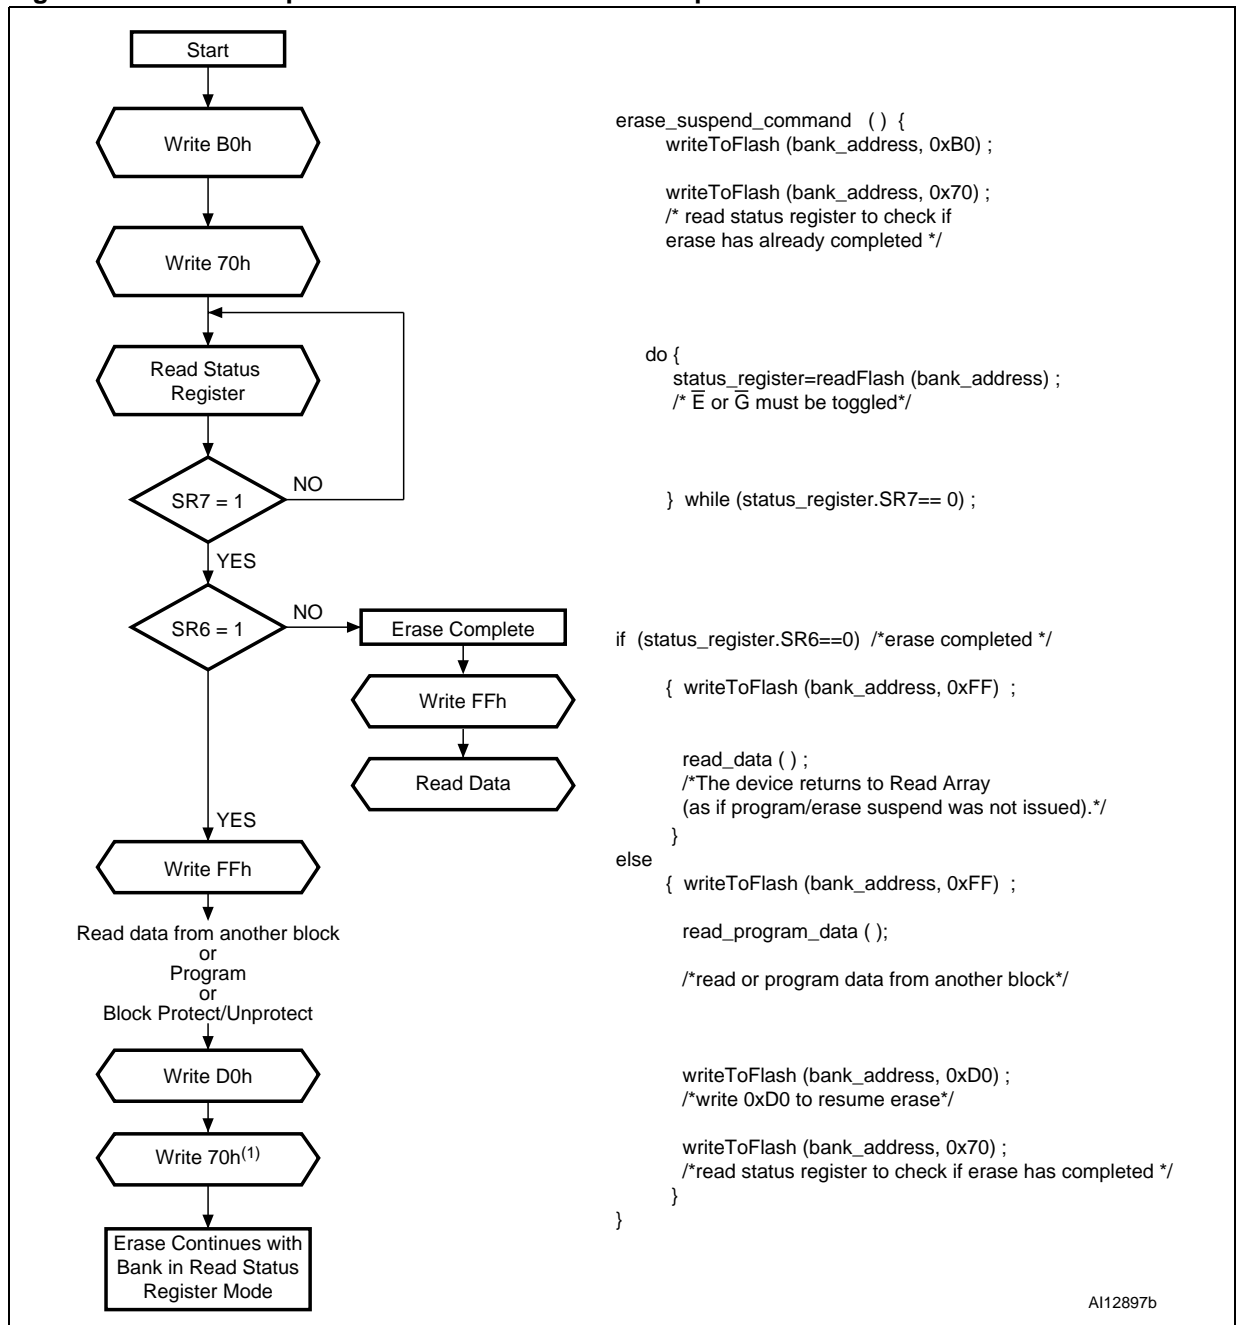 Start
Write B0h
Write 70h
Read Status
Register
SR7 = 1
NO
YES
SR6 = 1
NO
Erase Complete
Write FFh
Read Data
YES
Write FFh
Read data from another block
or
Program
or
Block Protect/Unprotect
Write D0h
Write 70h(1)
Erase Continues with
Bank in Read Status
Register Mode
erase_suspend_command ( ) {
writeToFlash (bank_address, 0xB0) ;
writeToFlash (bank_address, 0x70) ;
/* read status register to check if
erase has already completed */
do {
status_register=readFlash (bank_address) ;
/* E̅ or G̅ must be toggled*/
} while (status_register.SR7== 0) ;
if (status_register.SR6==0) /*erase completed */
{ writeToFlash (bank_address, 0xFF) ;
read_data ( ) ;
/*The device returns to Read Array
(as if program/erase suspend was not issued).*/
}
else
{ writeToFlash (bank_address, 0xFF) ;
read_program_data ( );
/*read or program data from another block*/
writeToFlash (bank_address, 0xD0) ;
/*write 0xD0 to resume erase*/
writeToFlash (bank_address, 0x70) ;
/*read status register to check if erase has completed */
}
}
AI12897b